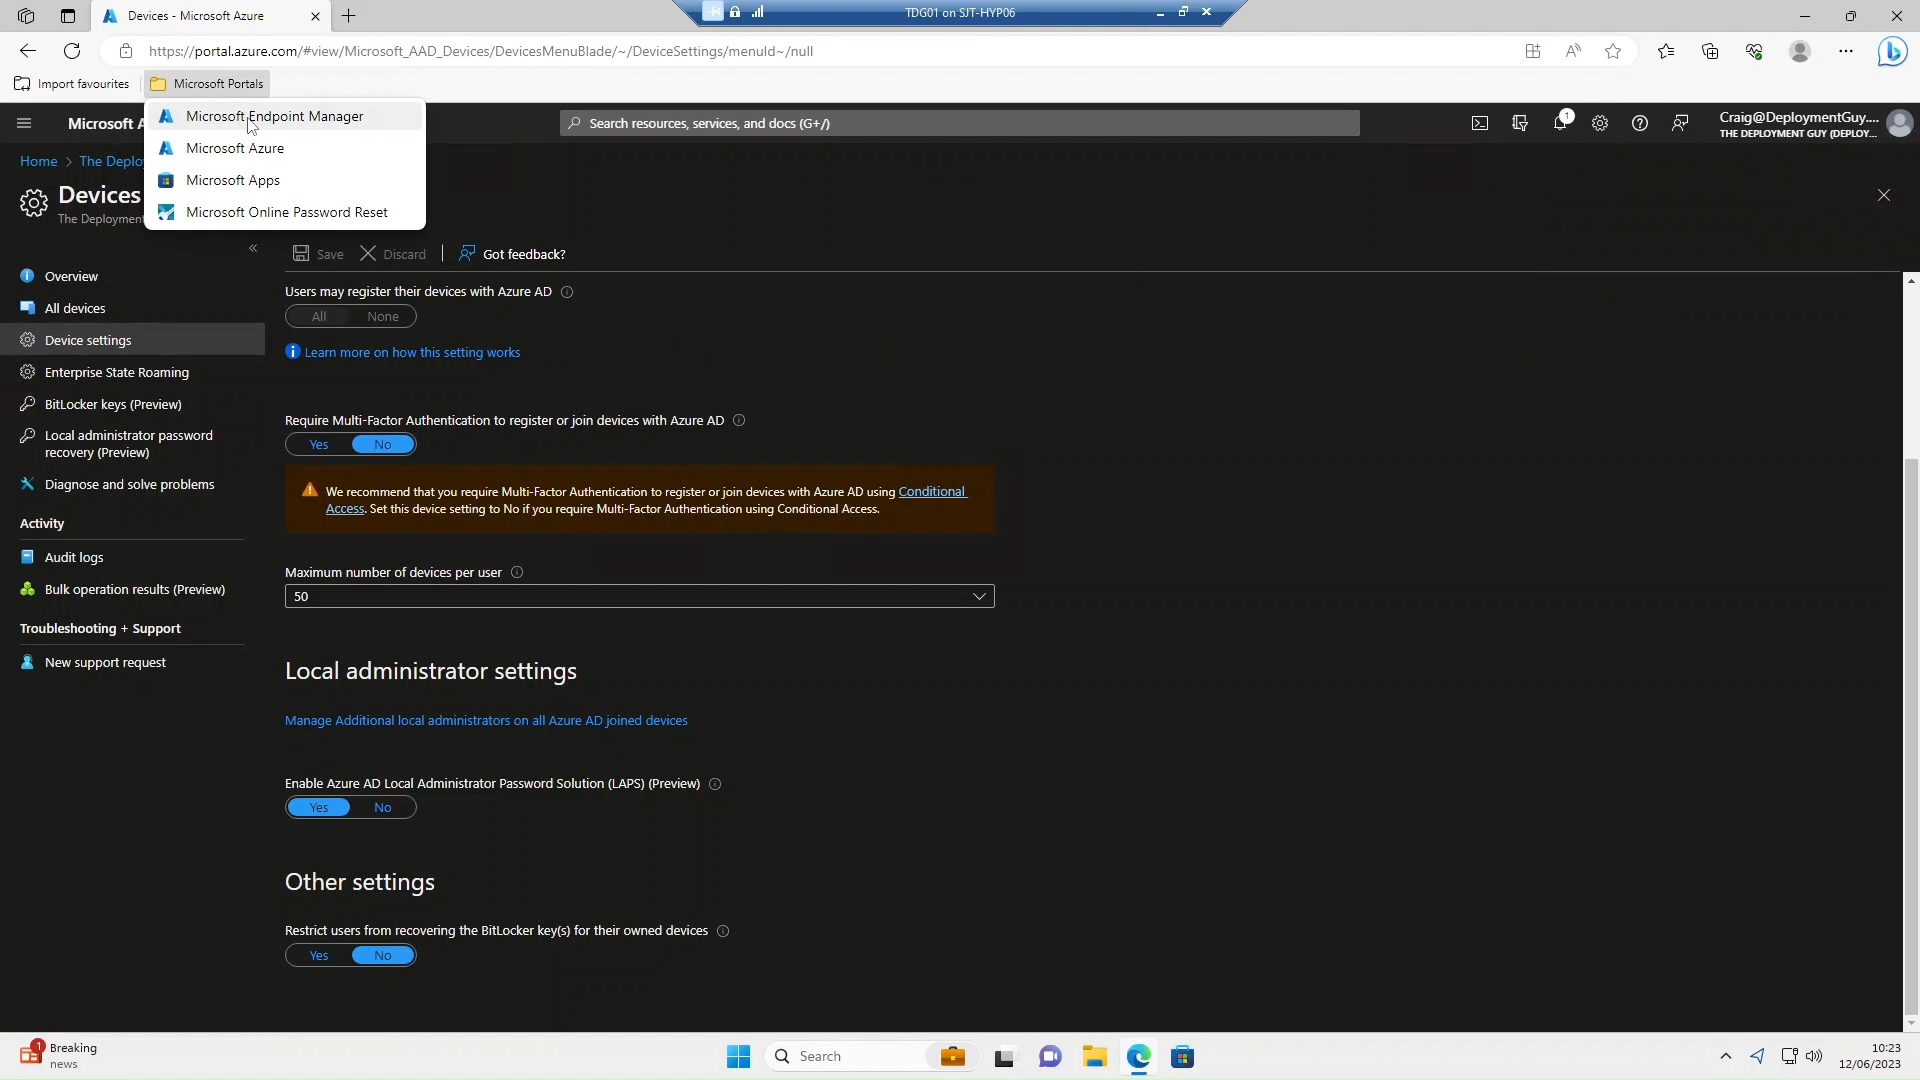 Devices - Microsoft Azure
TDG01 on SJT-HYP06
https://portal.azure.com/#view/Microsoft_AAD_Devices/DevicesMenuBlade/~/DeviceSettings/menuId~/null
Import favourites
Microsoft Portals
Microsoft Endpoint Manager
Microsoft Azure
Microsoft Apps
Microsoft Online Password Reset
Microsoft A
Search resources, services, and docs (G+/)
1
Craig@DeploymentGuy....
THE DEPLOYMENT GUY (DEPLOY...
Home > The Deplo
Devices
The Deployment
Save
Discard
Got feedback?
Overview
All devices
Device settings
Enterprise State Roaming
BitLocker keys (Preview)
Local administrator password
recovery (Preview)
Diagnose and solve problems
Activity
Audit logs
Bulk operation results (Preview)
Troubleshooting + Support
New support request
Users may register their devices with Azure AD
All None
Learn more on how this setting works
Require Multi-Factor Authentication to register or join devices with Azure AD
Yes No
We recommend that you require Multi-Factor Authentication to register or join devices with Azure AD using Conditional
Access. Set this device setting to No if you require Multi-Factor Authentication using Conditional Access.
Maximum number of devices per user
50
Local administrator settings
Manage Additional local administrators on all Azure AD joined devices
Enable Azure AD Local Administrator Password Solution (LAPS) (Preview)
Yes No
Other settings
Restrict users from recovering the BitLocker key(s) for their owned devices
Yes No
1
Breaking
news
Search
10:23
12/06/2023